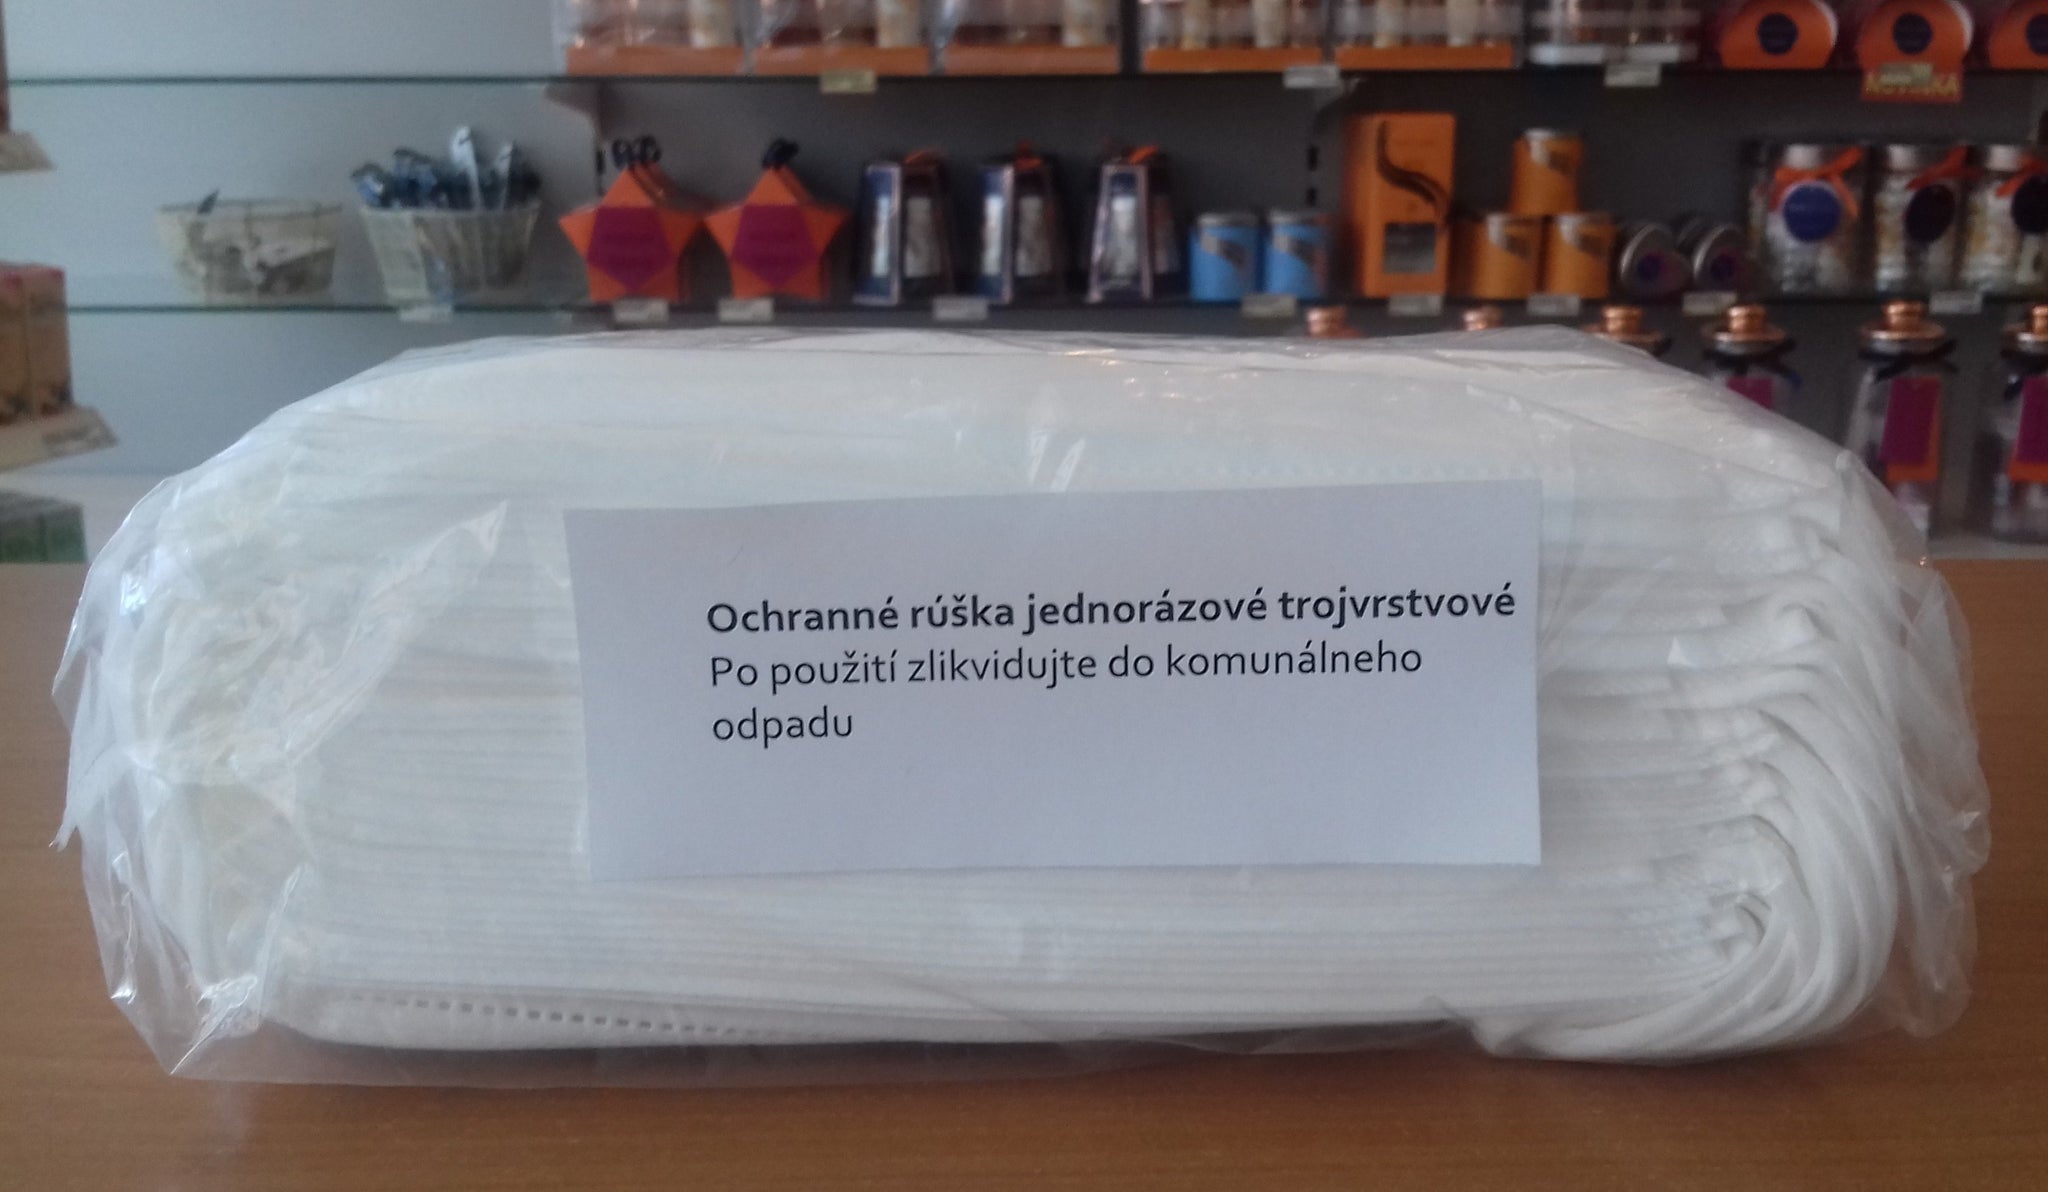 Ochranné rúška jednorázové trojvrstvové
Po použití zlikvidujte do komunálneho
odpadu